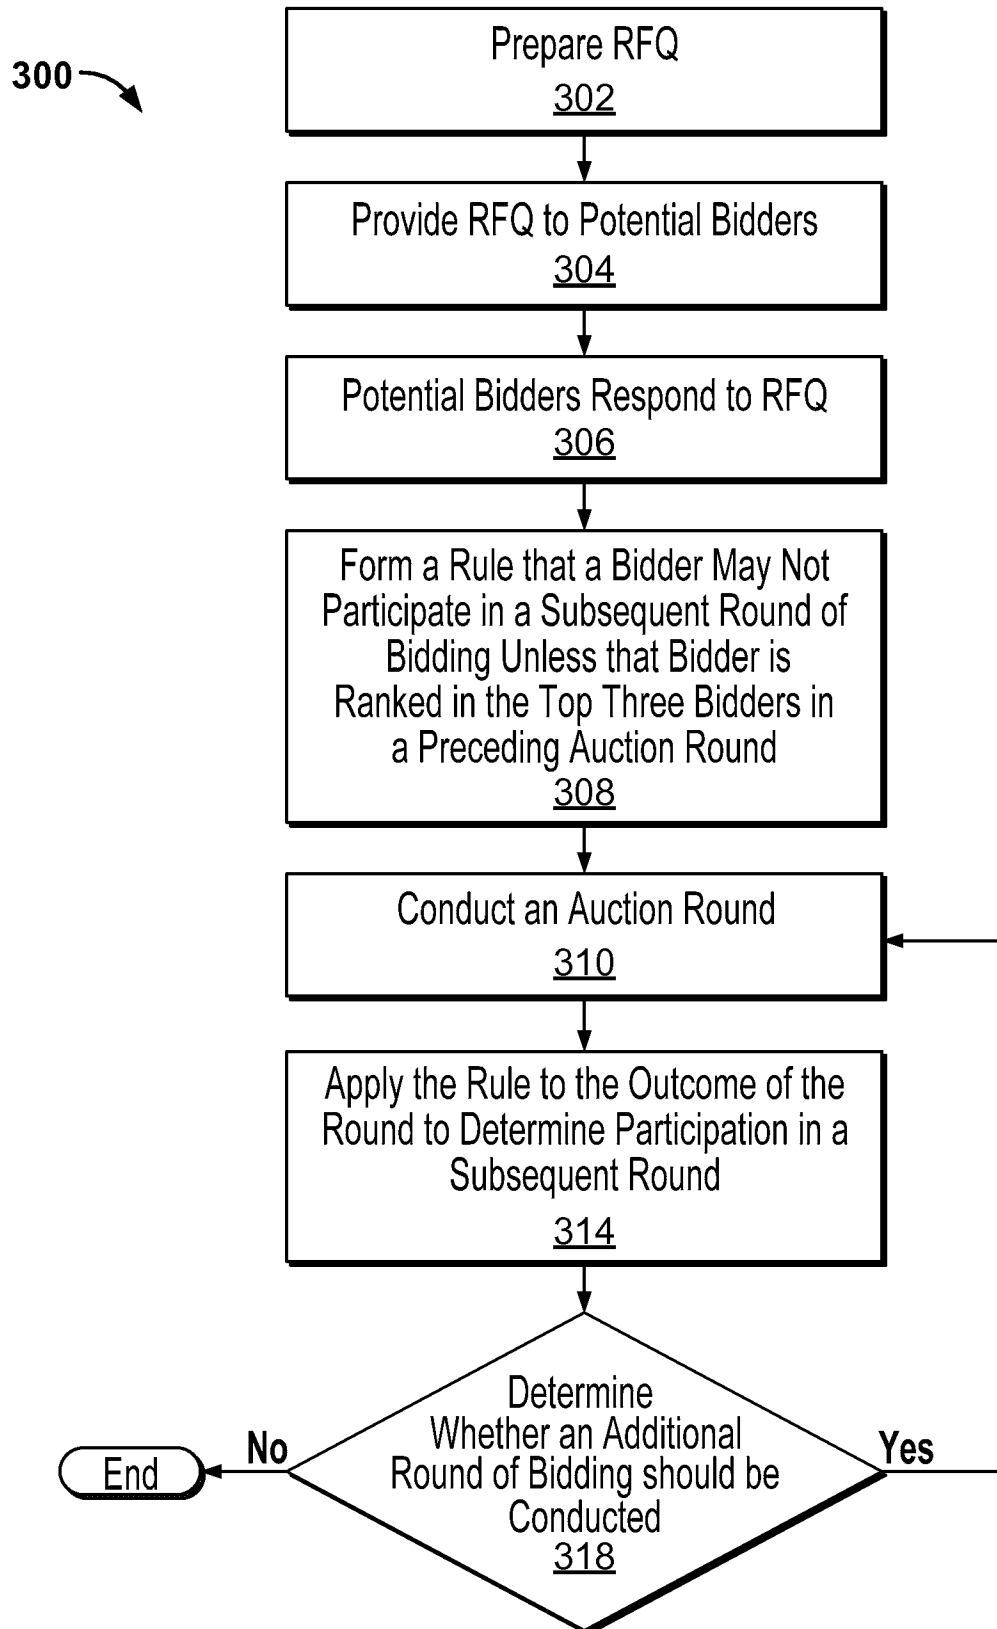 Prepare RFQ
300
302
Provide RFQ to Potential Bidders
304
Potential Bidders Respond to RFQ
306
Form a Rule that a Bidder May Not
Participate in a Subsequent Round of
Bidding Unless that Bidder is
Ranked in the Top Three Bidders in
a Preceding Auction Round
308
Conduct an Auction Round
310
Apply the Rule to the Outcome of the
Round to Determine Participation in a
Subsequent Round
314
Determine
Whether an Additional
Round of Bidding should be
Conducted
318
No
Yes
End